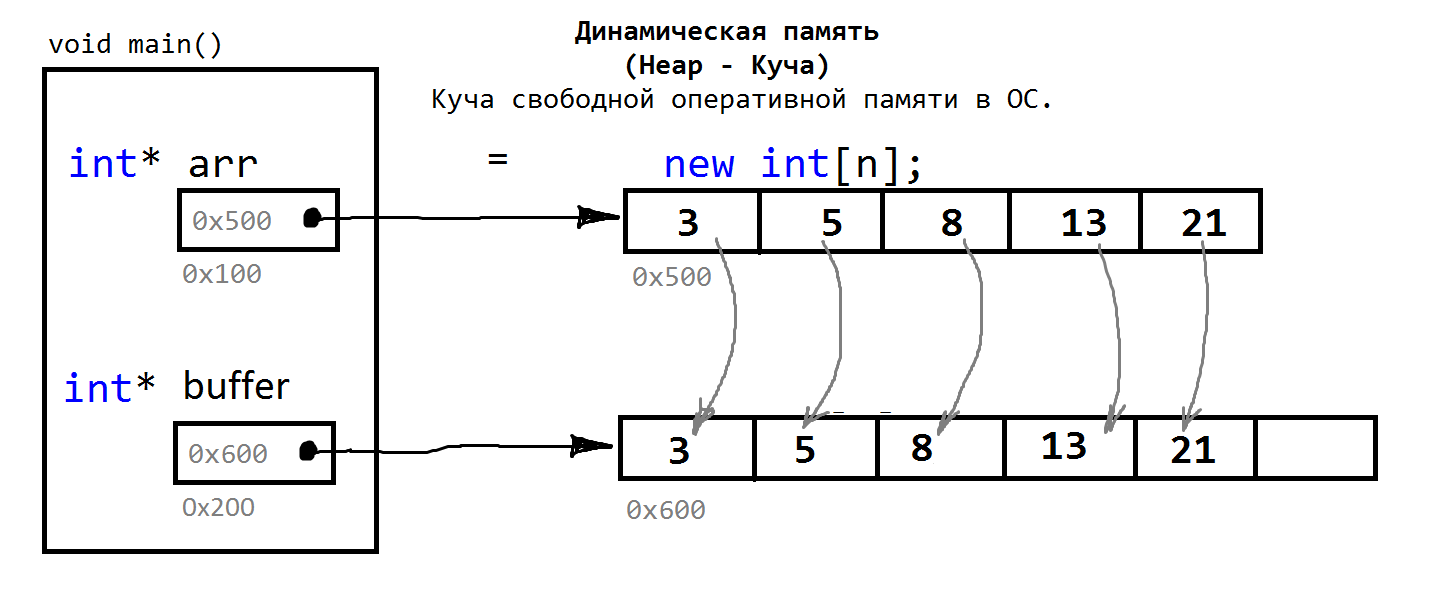 void main()
Динамическая память
(Heap - Куча)
Куча свободной оперативной памяти в ОС.
int* arr = new int[n];
0x500 3 5 8 13 21
0x100 0x500
int* buffer
0x600 3 5 8 13 21
0x200 0x600